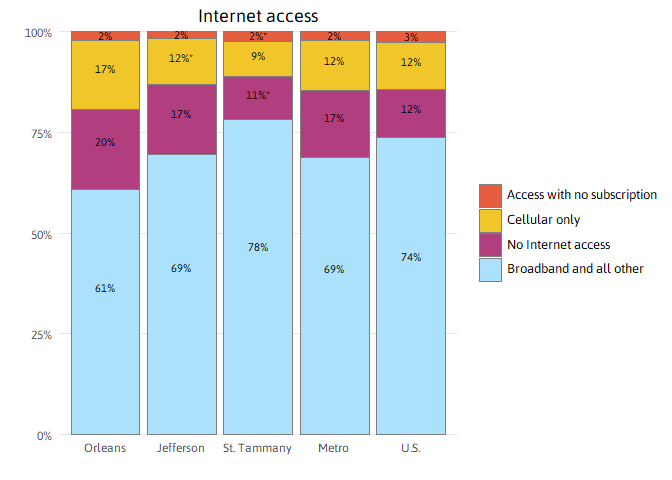 Internet access
100%
75%
50%
25%
0%
2%
17%
20%
61%
2%
12%*
17%
69%
2%*
9%
11%*
78%
2%
12%
17%
69%
3%
12%
12%
74%
Orleans
Jefferson
St. Tammany
Metro
U.S.
Access with no subscription
Cellular only
No Internet access
Broadband and all other